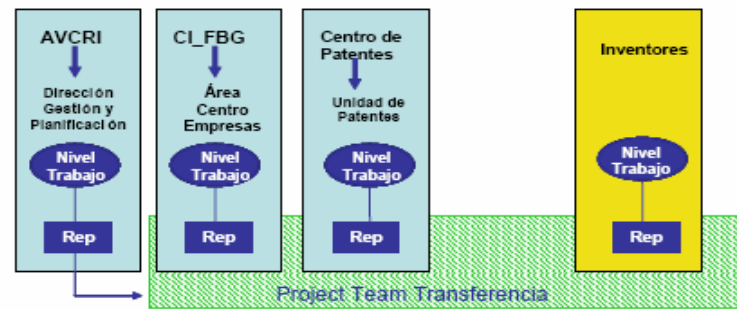 AVCRI
Dirección
Gestión y
Planificación
Nivel
Trabajo
Rep
CI_FBG
Área
Centro
Empresas
Nivel
Trabajo
Rep
Centro de
Patentes
Unidad de
Patentes
Nivel
Trabajo
Rep
Inventores
Nivel
Trabajo
Rep
Project Team Transferencia